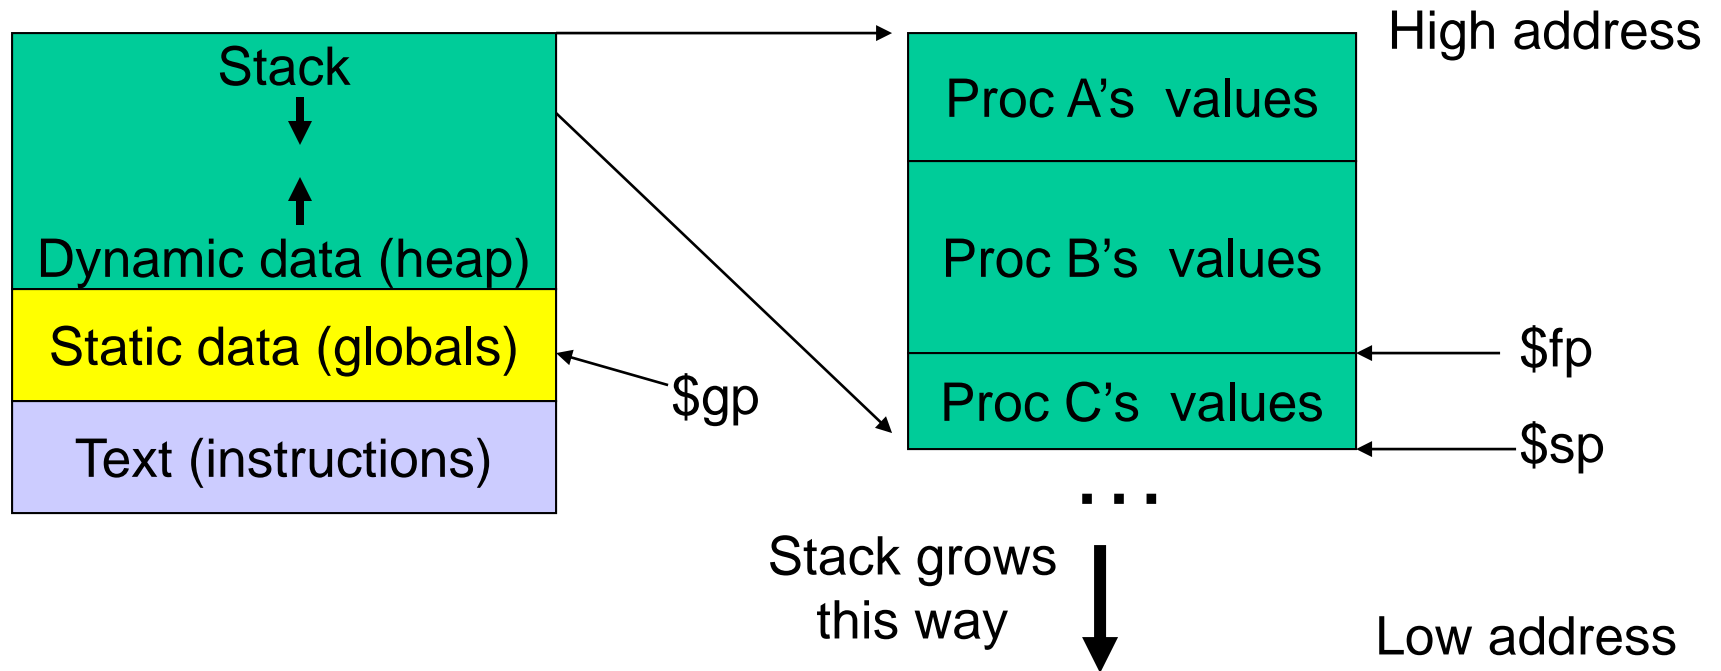 High address
Stack
Proc A's values
Dynamic data (heap)
Proc B's values
Static data (globals)
$fp
$gp
Proc C's values
Text (instructions)
$sp
...
Stack grows
this way
Low address